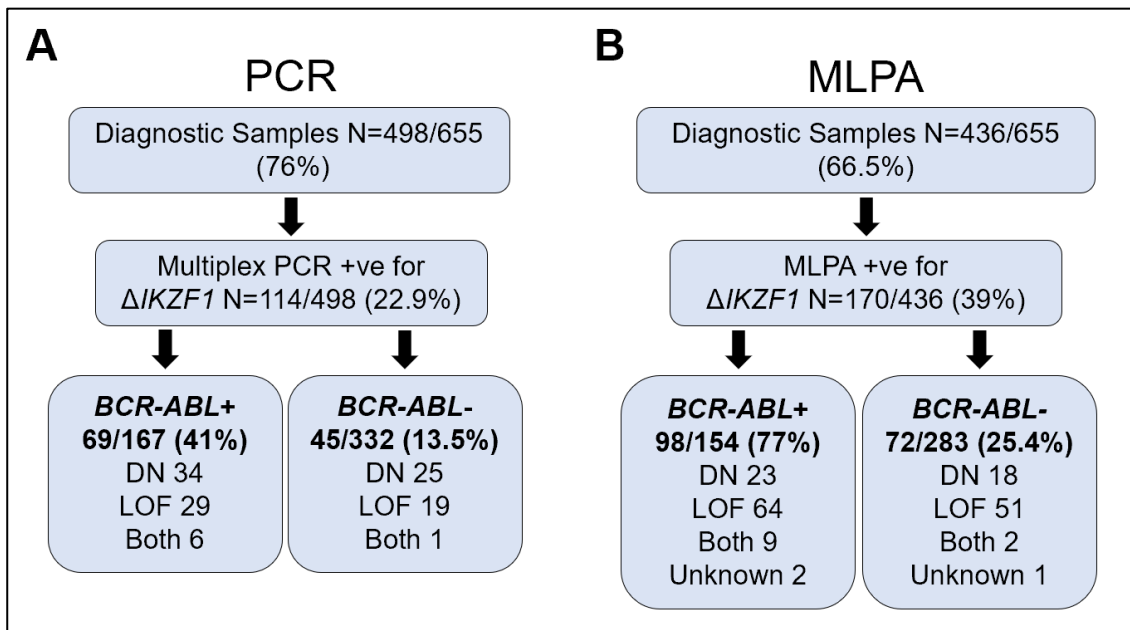 A
PCR
Diagnostic Samples N=498/655
(76%)
Multiplex PCR +ve for
ΔIKZF1 N=114/498 (22.9%)
BCR-ABL+
69/167 (41%)
DN 34
LOF 29
Both 6
BCR-ABL-
45/332 (13.5%)
DN 25
LOF 19
Both 1
B
MLPA
Diagnostic Samples N=436/655
(66.5%)
MLPA +ve for
ΔIKZF1 N=170/436 (39%)
BCR-ABL+
98/154 (77%)
DN 23
LOF 64
Both 9
Unknown 2
BCR-ABL-
72/283 (25.4%)
DN 18
LOF 51
Both 2
Unknown 1